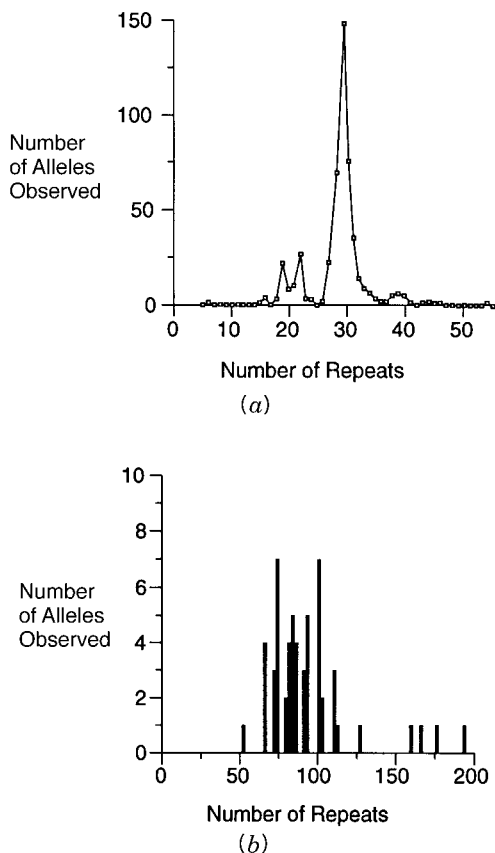 150
100
Number
of Alleles
Observed
50
0
0 10 20 30 40 50
Number of Repeats
(a)
10
8
Number
of Alleles
Observed
6
4
2
0
0 50 100 150 200
Number of Repeats
(b)